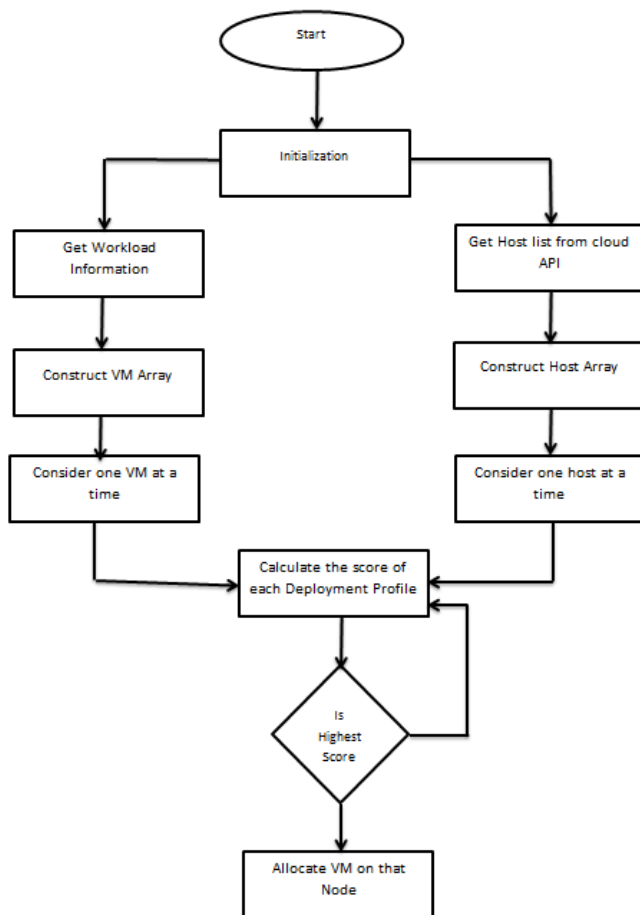 Start
Initialization
Get Workload
Information
Get Host list from cloud
API
Construct VM Array
Construct Host Array
Consider one VM at a
time
Consider one host at a
time
Calculate the score of
each Deployment Profile
Is
Highest
Score
Allocate VM on that
Node